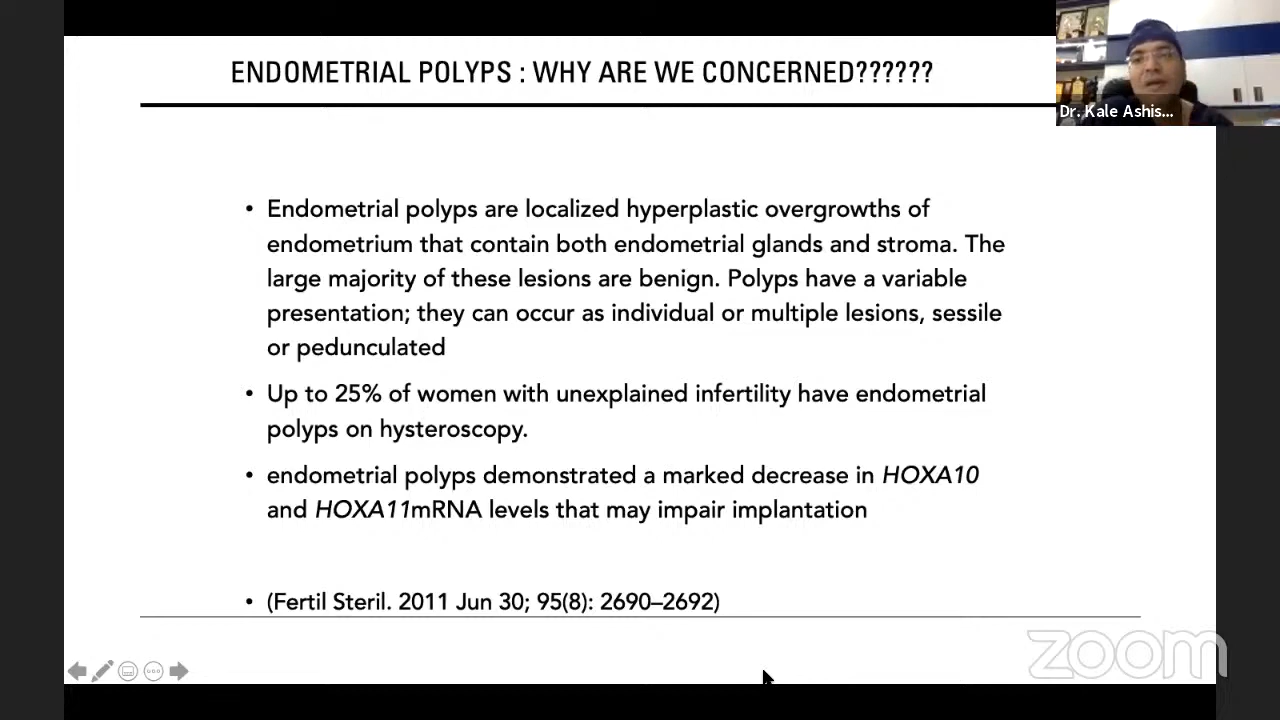 ENDOMETRIAL POLYPS : WHY ARE WE CONCERNED??????
Dr. Kale Ashis...
• Endometrial polyps are localized hyperplastic overgrowths of
endometrium that contain both endometrial glands and stroma. The
large majority of these lesions are benign. Polyps have a variable
presentation; they can occur as individual or multiple lesions, sessile
or pedunculated
• Up to 25% of women with unexplained infertility have endometrial
polyps on hysteroscopy.
• endometrial polyps demonstrated a marked decrease in HOXA10
and HOXA11mRNA levels that may impair implantation
• (Fertil Steril. 2011 Jun 30; 95(8): 2690–2692)
zoom